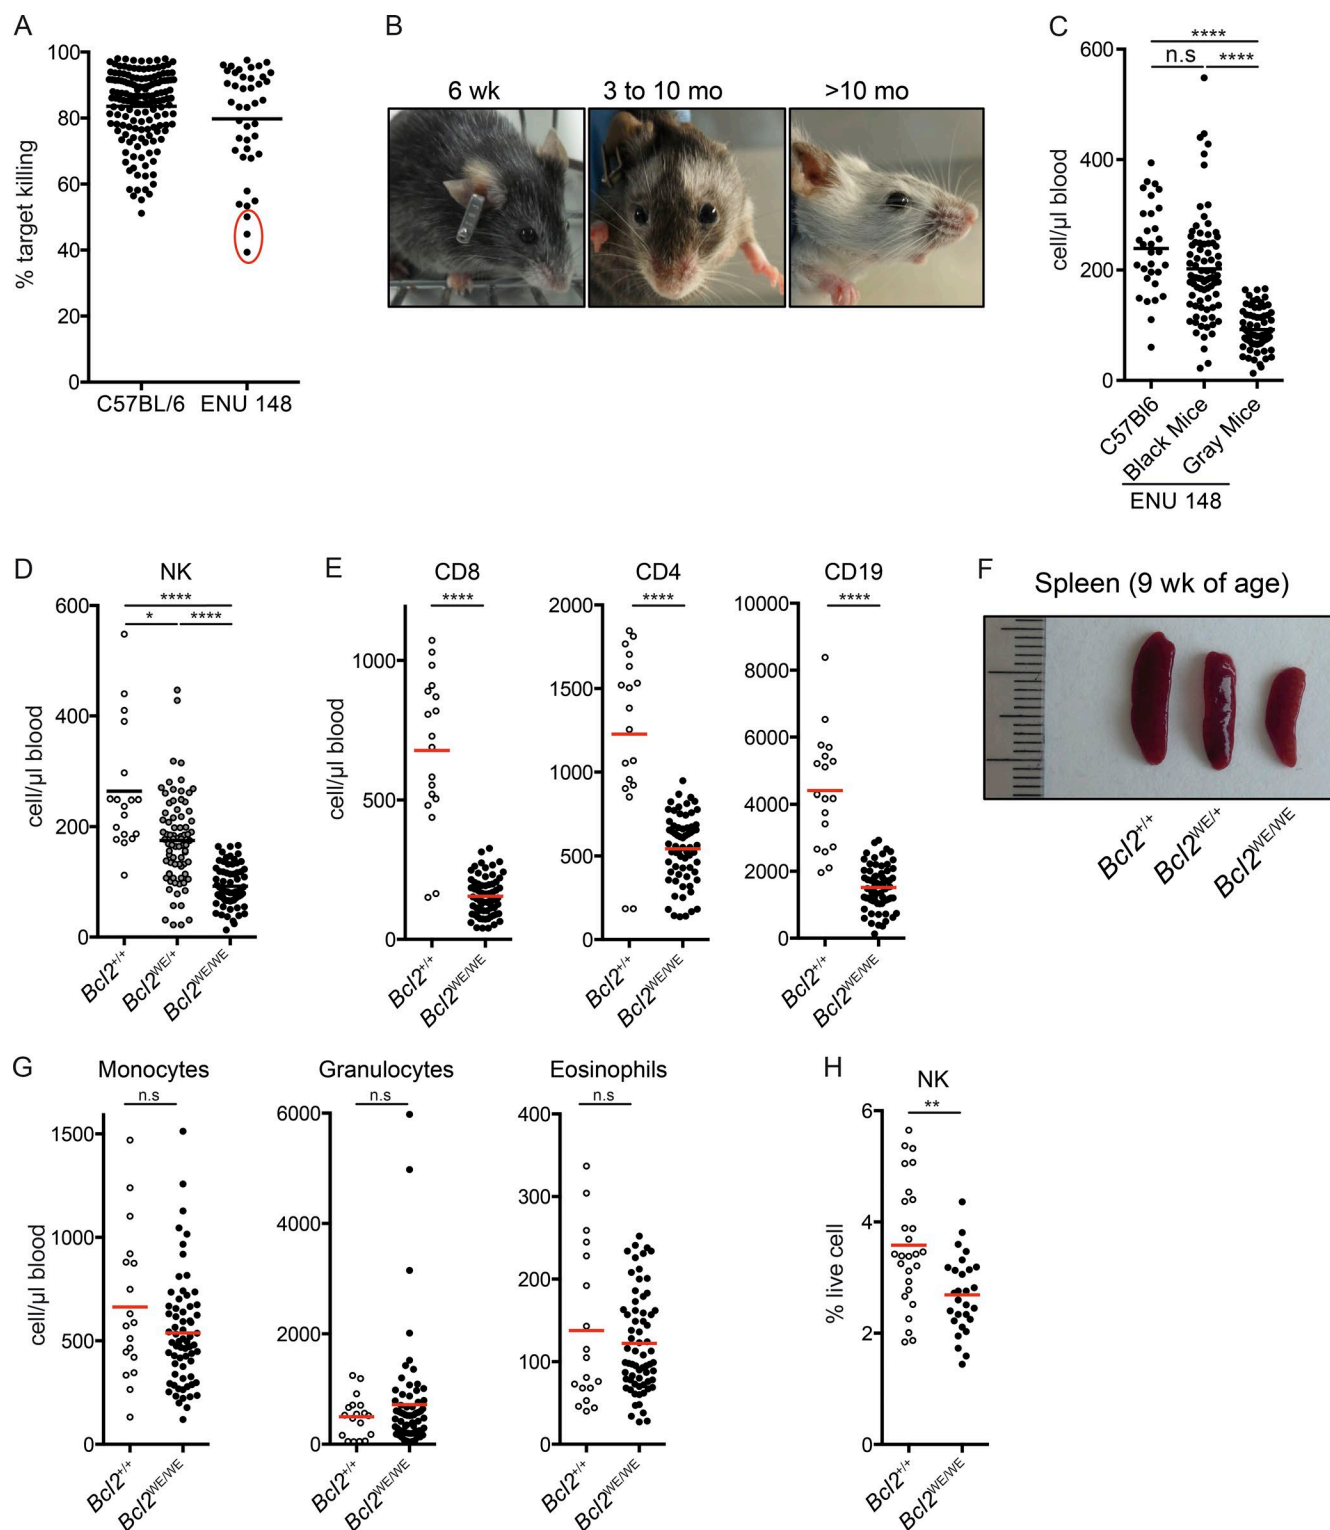 A
100
80
60
40
20
0
% target killing
C57BL/6 ENU 148
B
6 wk 3 to 10 mo >10 mo
C
600
400
200
0
cell/µl blood
****
n.s ****
C57Bl6
Black Mice
Gray Mice
ENU 148
D
NK
****
* ****
600
400
200
0
cell/µl blood
Bcl2+/+
Bcl2WE/+
Bcl2WE/WE
E
CD8
****
1000
500
0
cell/µl blood
Bcl2+/+
Bcl2WE/WE
CD4
****
2000
1500
1000
500
0
Bcl2+/+
Bcl2WE/WE
CD19
****
10000
8000
6000
4000
2000
0
Bcl2+/+
Bcl2WE/WE
F
Spleen (9 wk of age)
Bcl2+/+
Bcl2WE/+
Bcl2WE/WE
G
Monocytes
n.s
1500
1000
500
0
cell/µl blood
Bcl2+/+
Bcl2WE/WE
Granulocytes
n.s
6000
4000
2000
0
Bcl2+/+
Bcl2WE/WE
Eosinophils
n.s
400
300
200
100
0
Bcl2+/+
Bcl2WE/WE
H
NK
**
6
4
2
0
% live cell
Bcl2+/+
Bcl2WE/WE